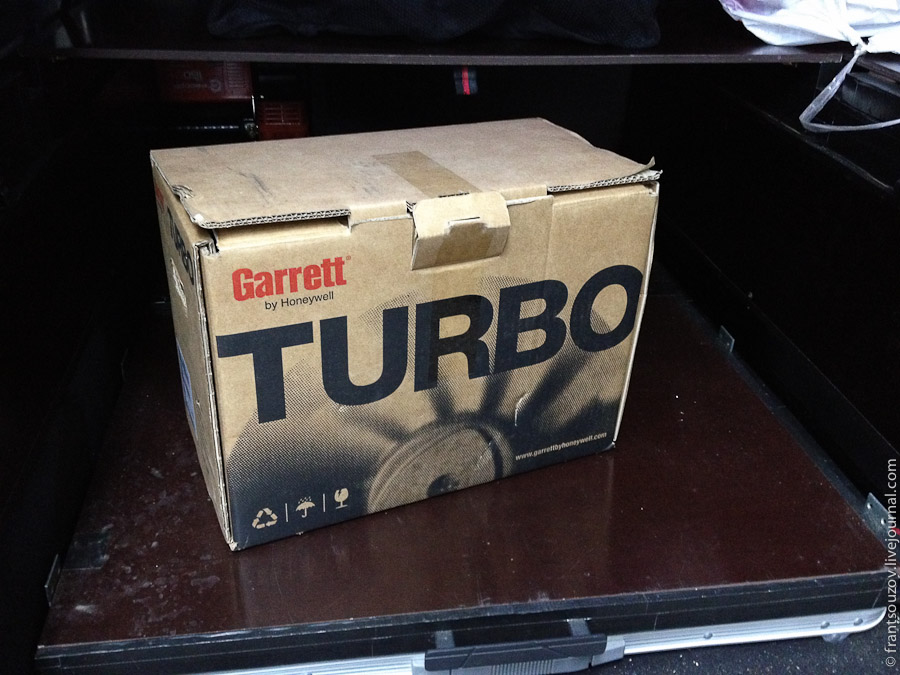 Garrett®
by Honeywell
TURBO
www.garrettbyhoneywell.com
© frantsouzov.livejournal.com